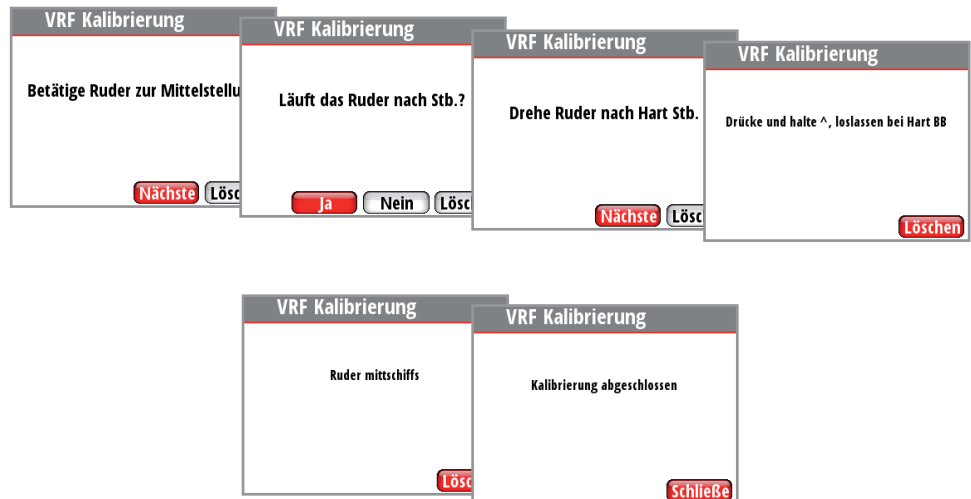 VRF Kalibrierung
Betätige Ruder zur Mittelstellu
Nächste Lösc
VRF Kalibrierung
Läuft das Ruder nach Stb.?
Ja Nein Lösc
VRF Kalibrierung
Drehe Ruder nach Hart Stb.
Nächste Lösc
VRF Kalibrierung
Drücke und halte ^, loslassen bei Hart BB
Löschen
VRF Kalibrierung
Ruder mittschiffs
Lösc
VRF Kalibrierung
Kalibrierung abgeschlossen
Schließe